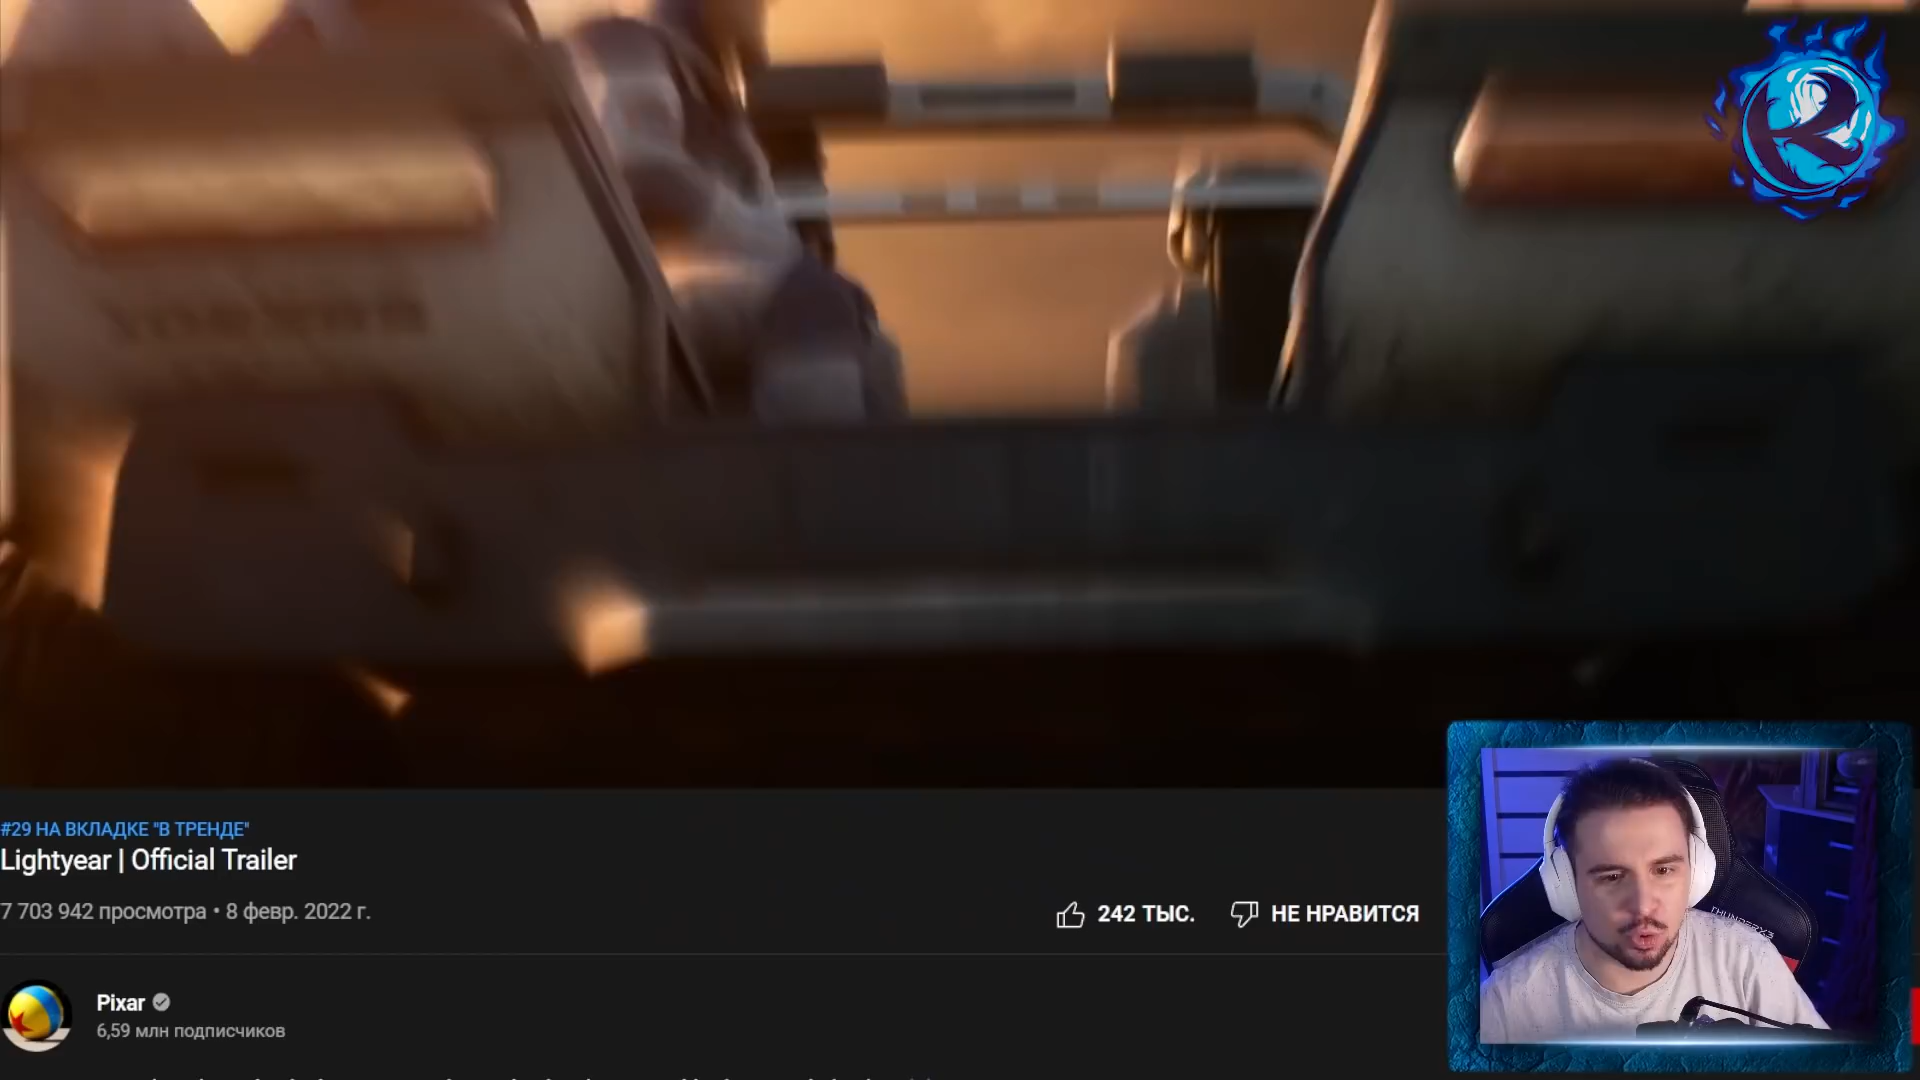 #29 НА ВКЛАДКЕ "В ТРЕНДЕ"
Lightyear | Official Trailer
7 703 942 просмотра • 8 февр. 2022 г.
242 ТЫС.
НЕ НРАВИТСЯ
THUNDERX3
Pixar
6,59 млн подписчиков